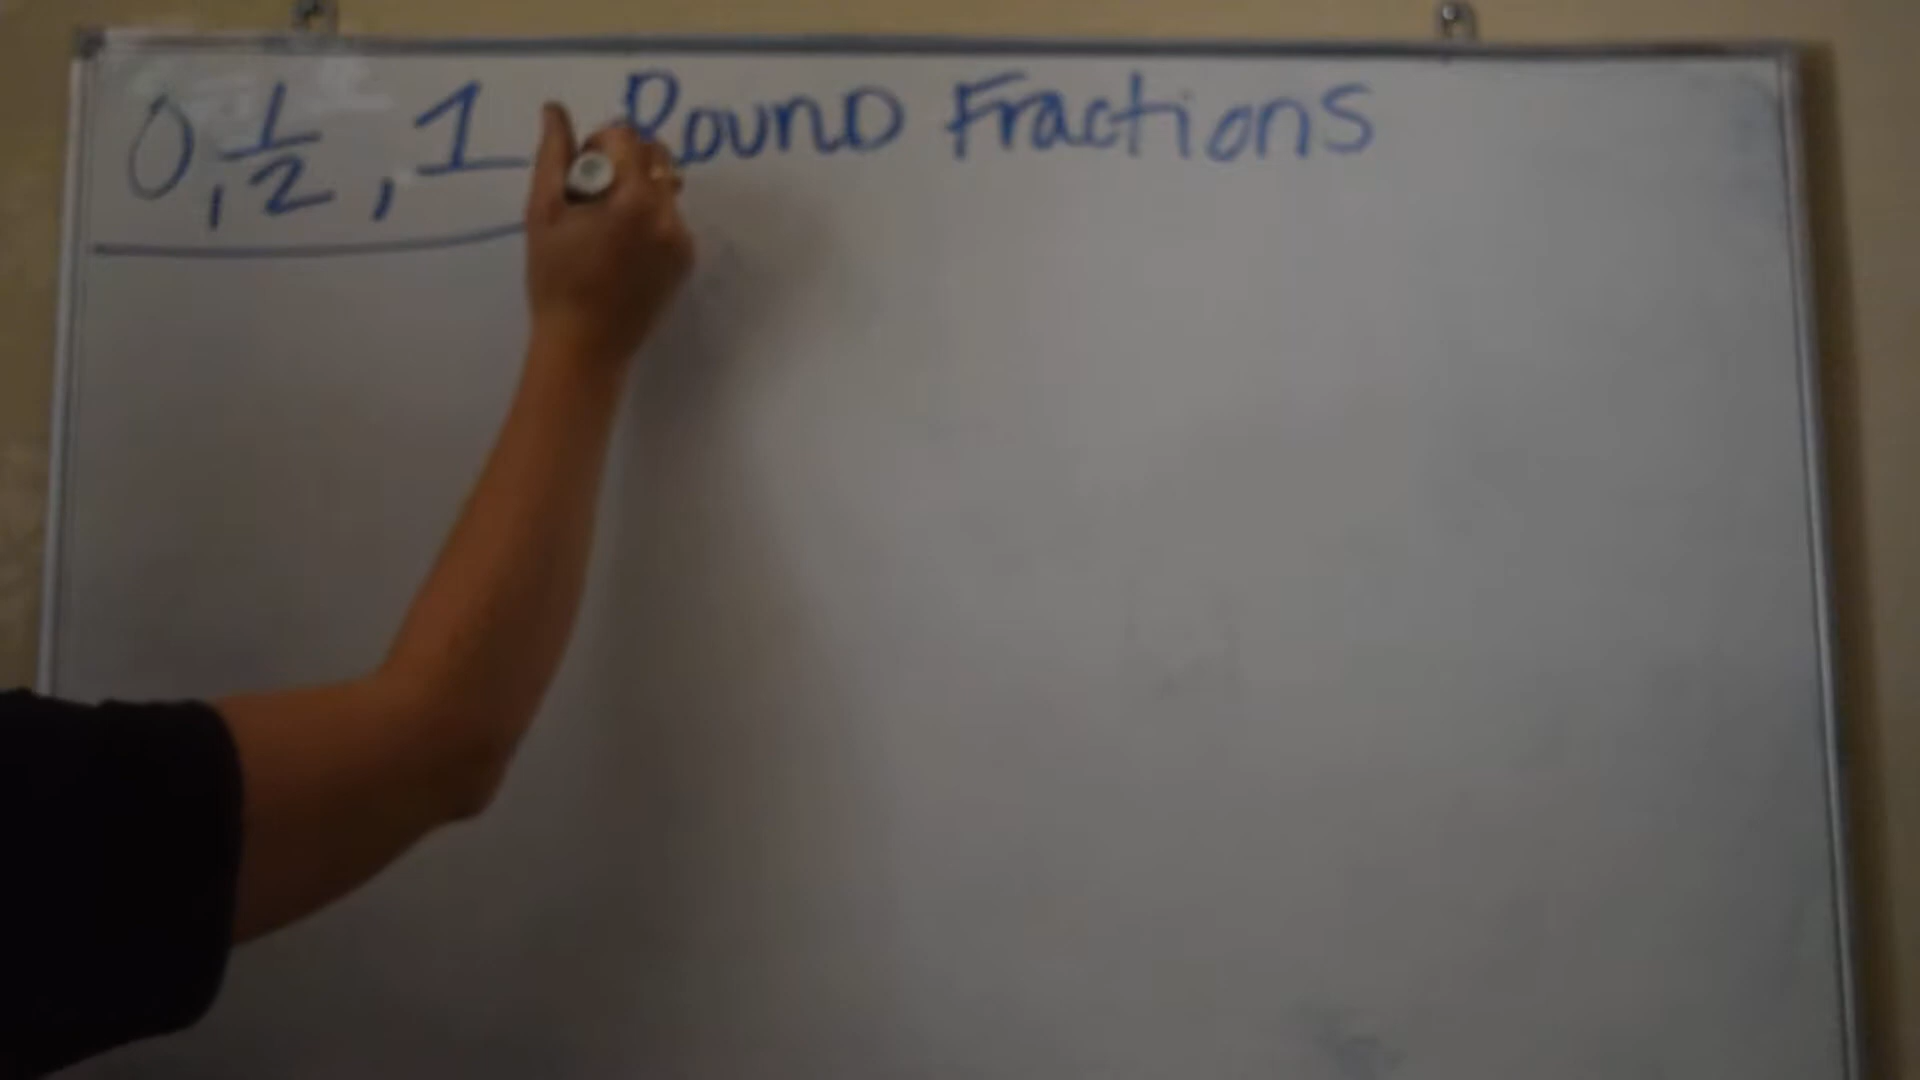 0, 1/2, 1 Round Fractions